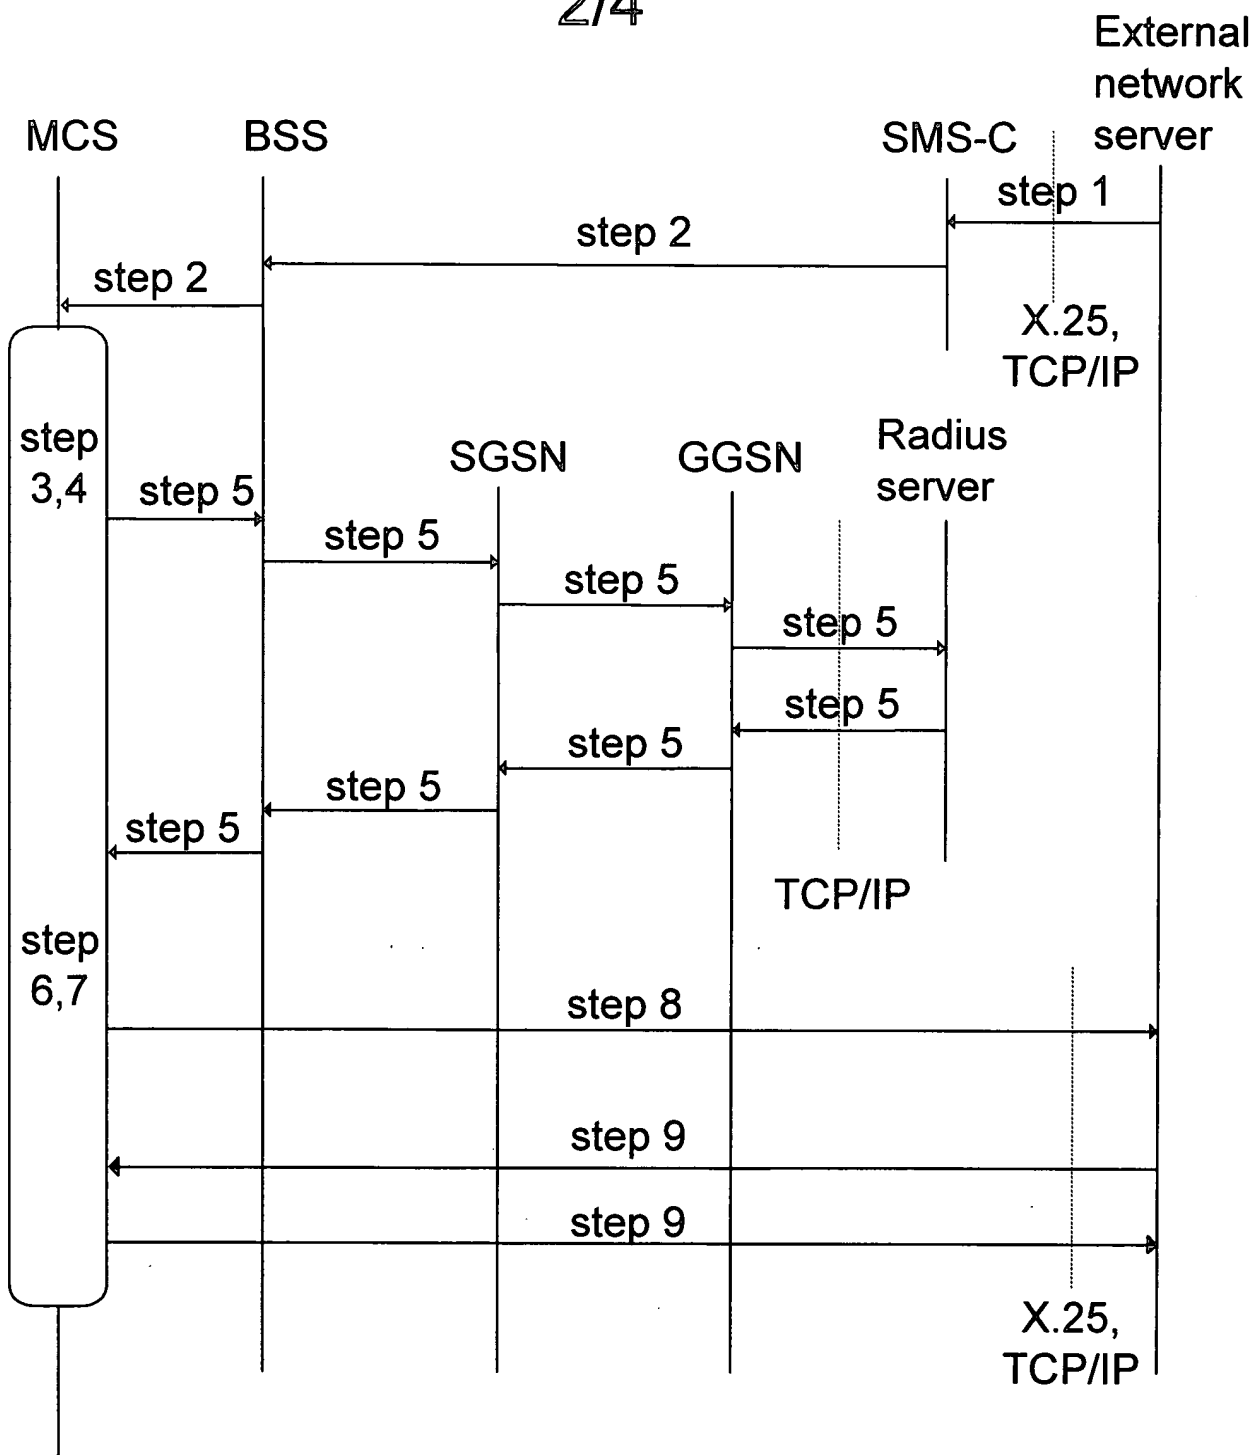 2/4
External
network
server
MCS
BSS
SMS-C
step 1
step 2
step 2
X.25,
TCP/IP
step
3,4
SGSN
GGSN
Radius
server
step 5
step 5
step 5
step 5
step 5
step 5
step 5
step 5
TCP/IP
step
6,7
step 8
step 9
step 9
X.25,
TCP/IP